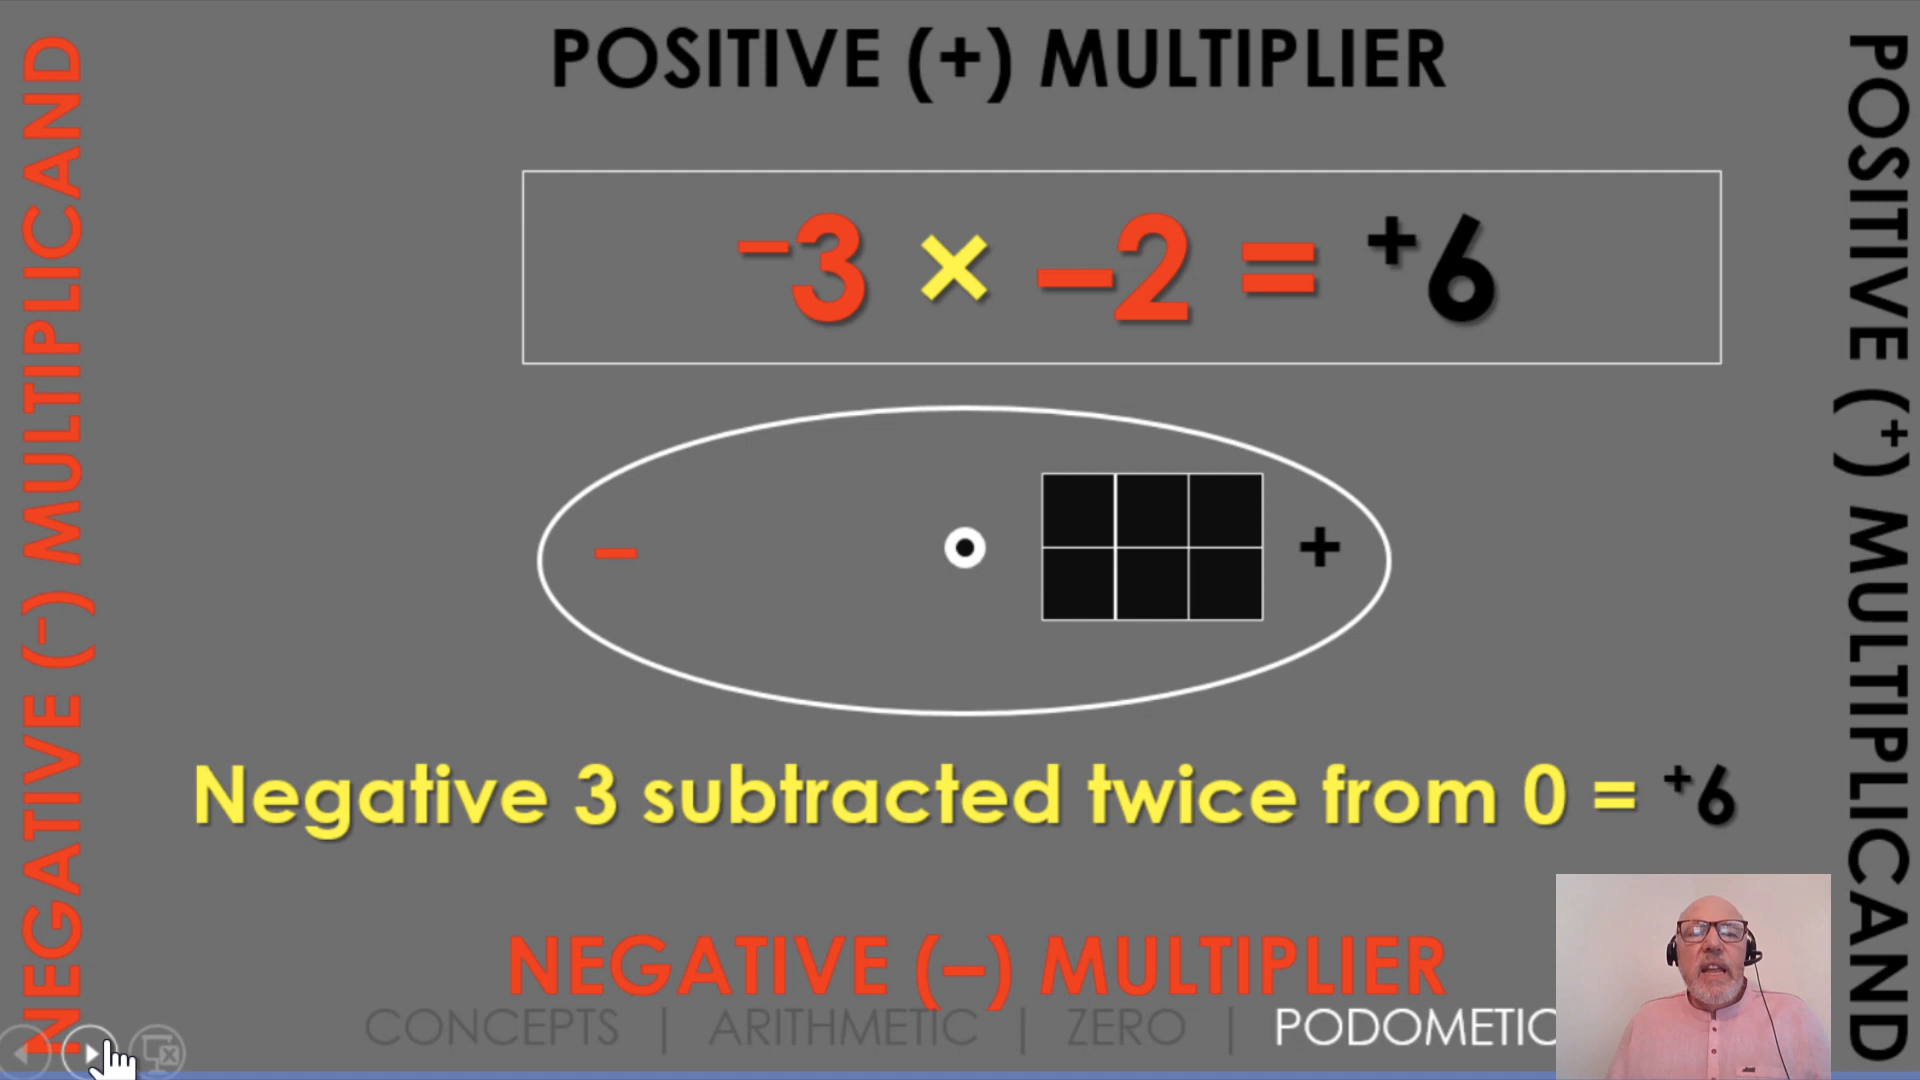 POSITIVE (+) MULTIPLIER
NEGATIVE (⁻) MULTIPLICAND
POSITIVE (⁺) MULTIPLICAND
⁻3 × –2 = ⁺6
– +
Negative 3 subtracted twice from 0 = ⁺6
NEGATIVE (–) MULTIPLIER
CONCEPTS | ARITHMETIC | ZERO | PODOMETIC